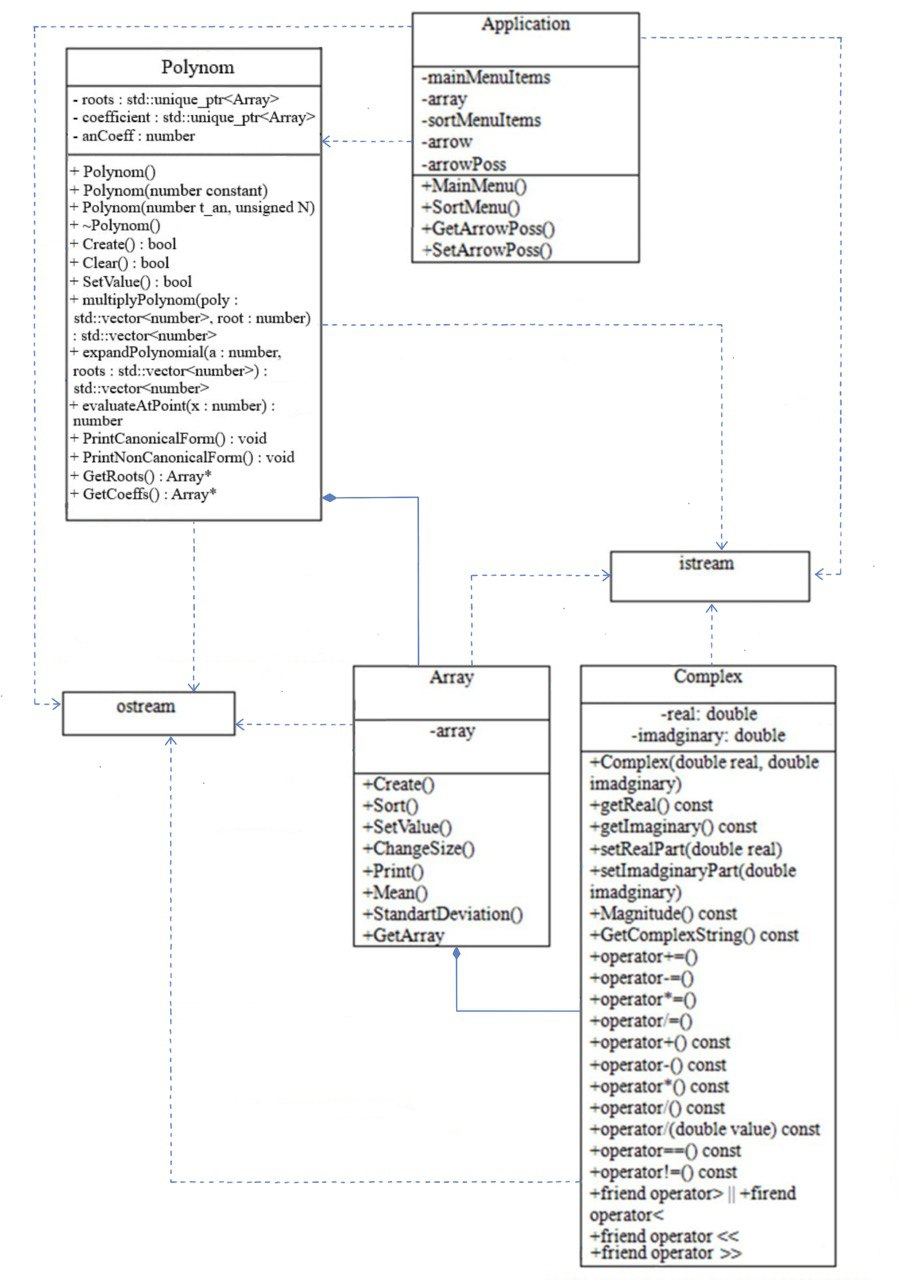 Application
-mainMenuItems
-array
-sortMenuItems
-arrow
-arrowPoss
+MainMenu()
+SortMenu()
+GetArrowPoss()
+SetArrowPoss()
Polynom
- roots : std::unique_ptr<Array>
- coefficient : std::unique_ptr<Array>
- anCoeff : number
+ Polynom()
+ Polynom(number constant)
+ Polynom(number t_an, unsigned N)
+ ~Polynom()
+ Create() : bool
+ Clear() : bool
+ SetValue() : bool
+ multiplyPolynom(poly :
std::vector<number>, root : number)
: std::vector<number>
+ expandPolynomial(a : number,
roots : std::vector<number>) :
std::vector<number>
+ evaluateAtPoint(x : number) :
number
+ PrintCanonicalForm() : void
+ PrintNonCanonicalForm() : void
+ GetRoots() : Array*
+ GetCoeffs() : Array*
istream
ostream
Array
-array
+Create()
+Sort()
+SetValue()
+ChangeSize()
+Print()
+Mean()
+StandartDeviation()
+GetArray
Complex
-real: double
-imadginary: double
+Complex(double real, double
imadginary)
+getReal() const
+getImaginary() const
+setRealPart(double real)
+setImadginaryPart(double
imadginary)
+Magnitude() const
+GetComplexString() const
+operator+=()
+operator-=()
+operator*=()
+operator/=()
+operator+() const
+operator-() const
+operator*() const
+operator/() const
+operator/(double value) const
+operator==() const
+operator!=() const
+friend operator> || +firend
operator<
+friend operator <<
+friend operator >>